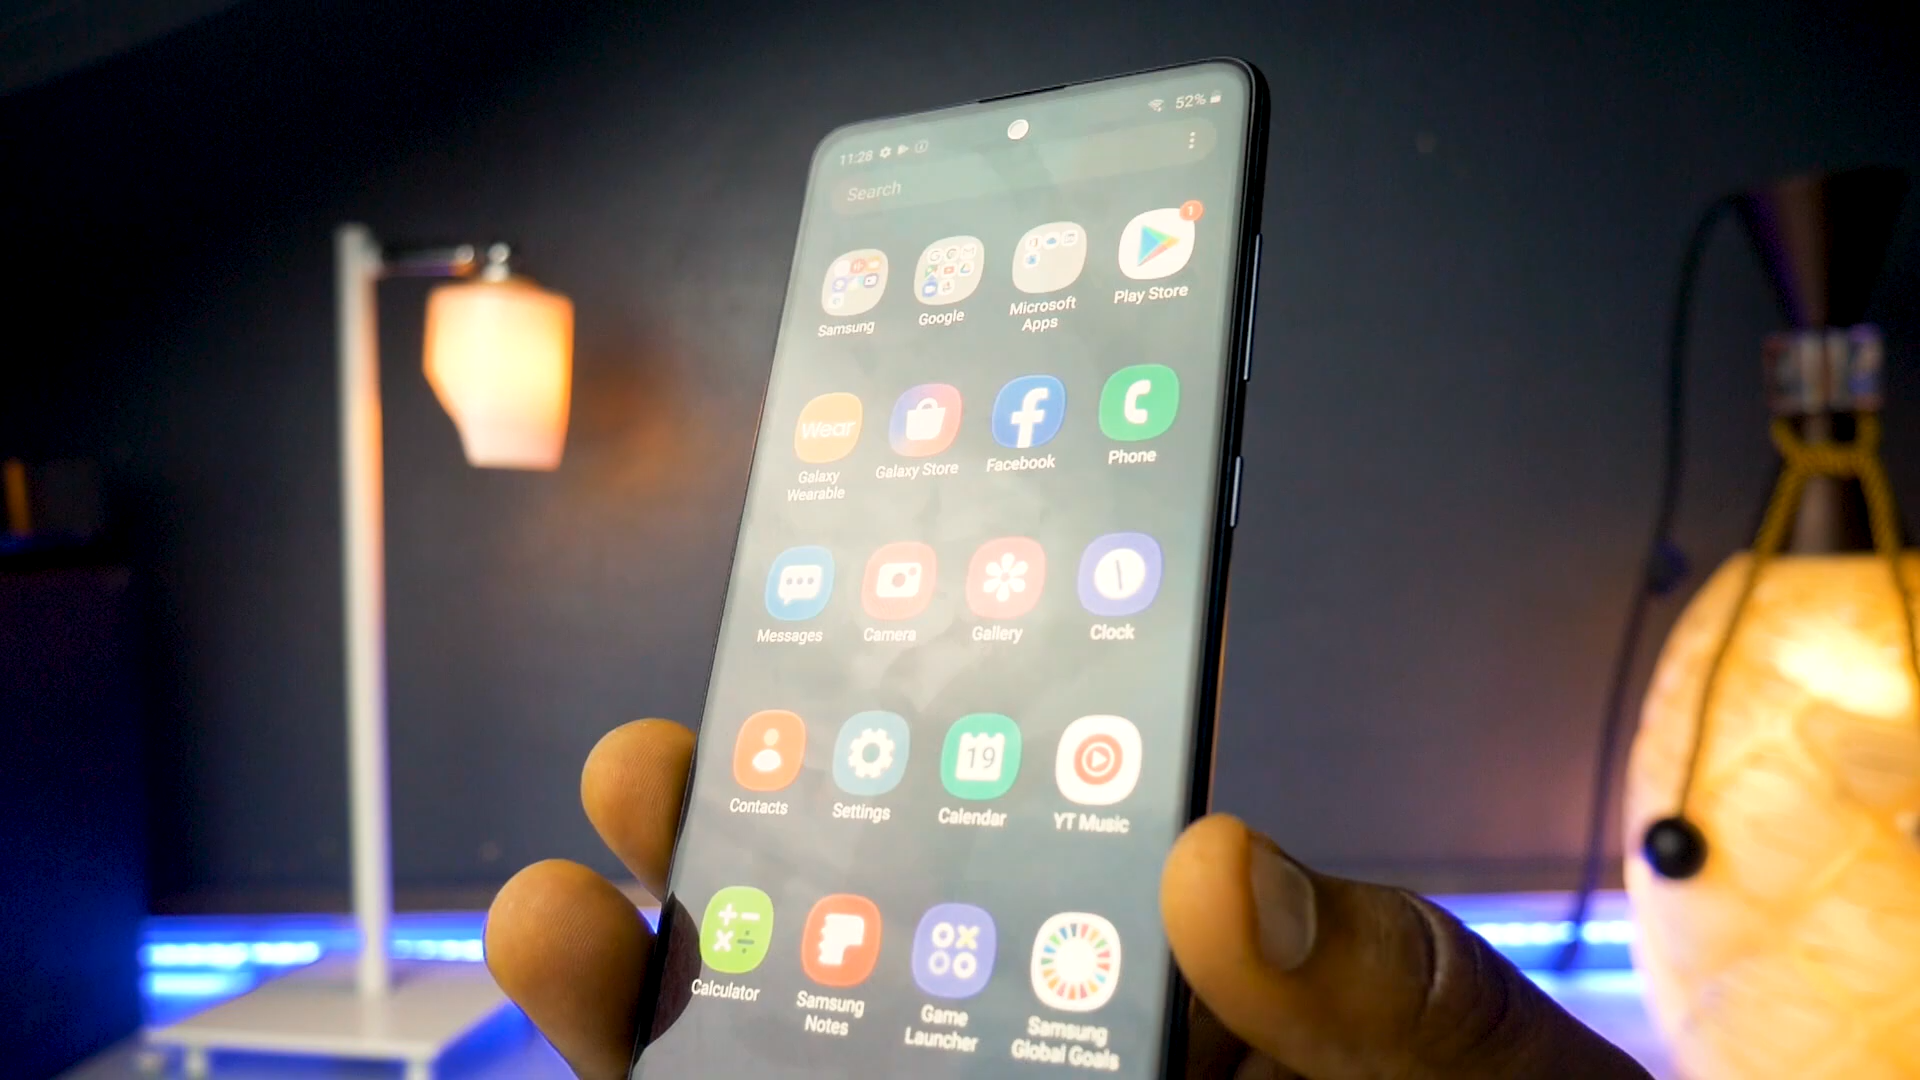 11:28
52%
Search
Samsung
Google
Microsoft
Apps
Play Store
1
Wear
Galaxy
Wearable
Galaxy Store
Facebook
Phone
Messages
Camera
Gallery
Clock
Contacts
Settings
19
Calendar
YT Music
Calculator
Samsung
Notes
Game
Launcher
Samsung
Global Goals